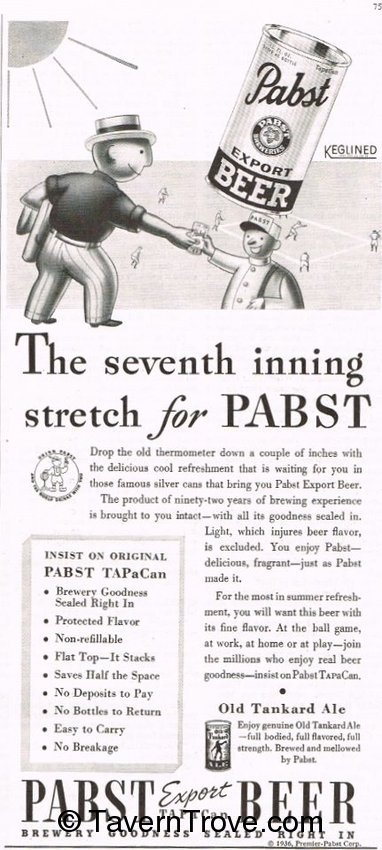 75
TapaCan
Pabst
PABST
BREWERIES
EXPORT
BEER
KEGLINED
PABST
The seventh inning
stretch for PABST
Drop the old thermometer down a couple of inches with
the delicious cool refreshment that is waiting for you in
those famous silver cans that bring you Pabst Export Beer.
The product of ninety-two years of brewing experience
is brought to you intact—with all its goodness sealed in.
Light, which injures beer flavor,
is excluded. You enjoy Pabst—
delicious, fragrant—just as Pabst
made it.
For the most in summer refresh-
ment, you will want this beer with
its fine flavor. At the ball game,
at work, at home or at play—join
the millions who enjoy real beer
goodness—insist on Pabst TAPACAN.
INSIST ON ORIGINAL
PABST TAPaCan
• Brewery Goodness
Sealed Right In
• Protected Flavor
• Non-refillable
• Flat Top—It Stacks
• Saves Half the Space
• No Deposits to Pay
• No Bottles to Return
• Easy to Carry
• No Breakage
•
Old Tankard Ale
Enjoy genuine Old Tankard Ale
—full bodied, full flavored, full
strength. Brewed and mellowed
by Pabst.
Old
Tankard
PABST Export BEER
TAPaCan
BREWERY GOODNESS SEALED RIGHT IN
© 1936, Premier-Pabst Corp.
© www.TavernTrove.com